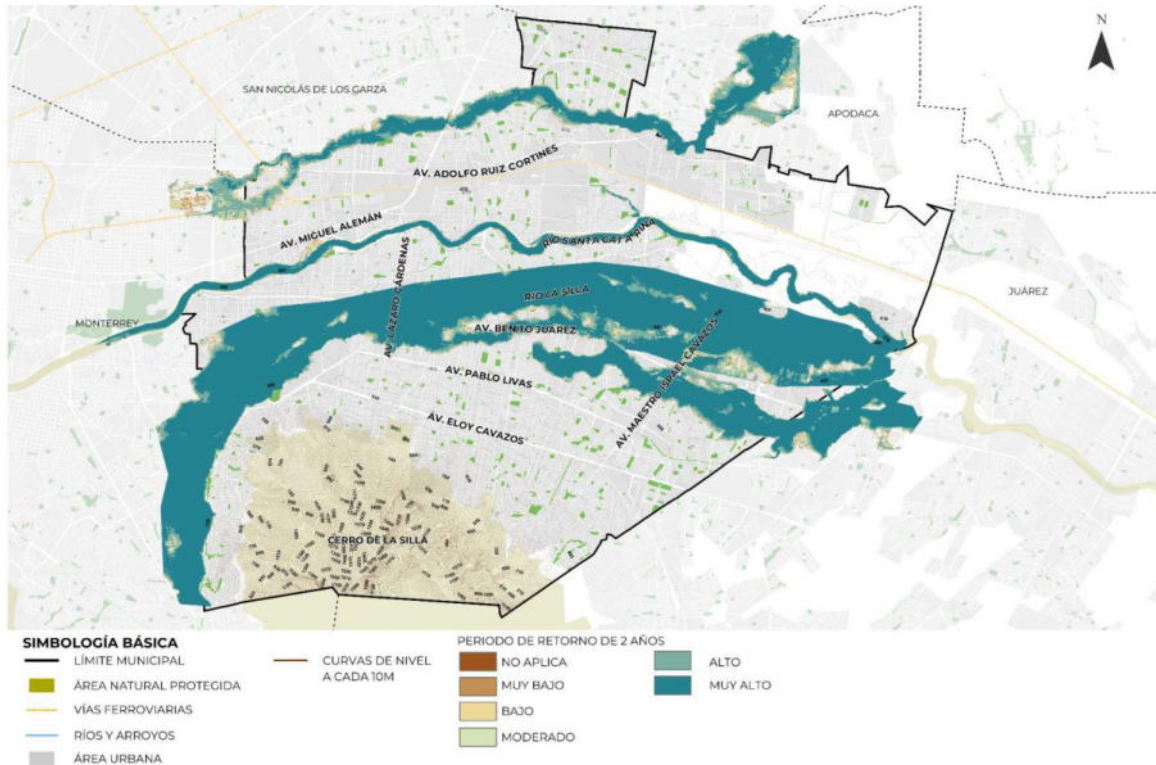 N
SAN NICOLÁS DE LOS GARZA
APODACA
AV. ADOLFO RUIZ CORTINES
AV. MIGUEL ALEMÁN
RÍO SANTA CATARINA
AV. LÁZARO CÁRDENAS
JUÁREZ
RÍO LA SILLA
MONTERREY
AV. BENITO JUÁREZ
AV. MAESTRO ISRAEL CAVAZOS
AV. PABLO LIVAS
AV. ELOY CAVAZOS
CERRO DE LA SILLA
SIMBOLOGÍA BÁSICA
LÍMITE MUNICIPAL
ÁREA NATURAL PROTEGIDA
VÍAS FERROVIARIAS
RÍOS Y ARROYOS
ÁREA URBANA
CURVAS DE NIVEL
A CADA 10M
PERIODO DE RETORNO DE 2 AÑOS
NO APLICA
MUY BAJO
BAJO
MODERADO
ALTO
MUY ALTO